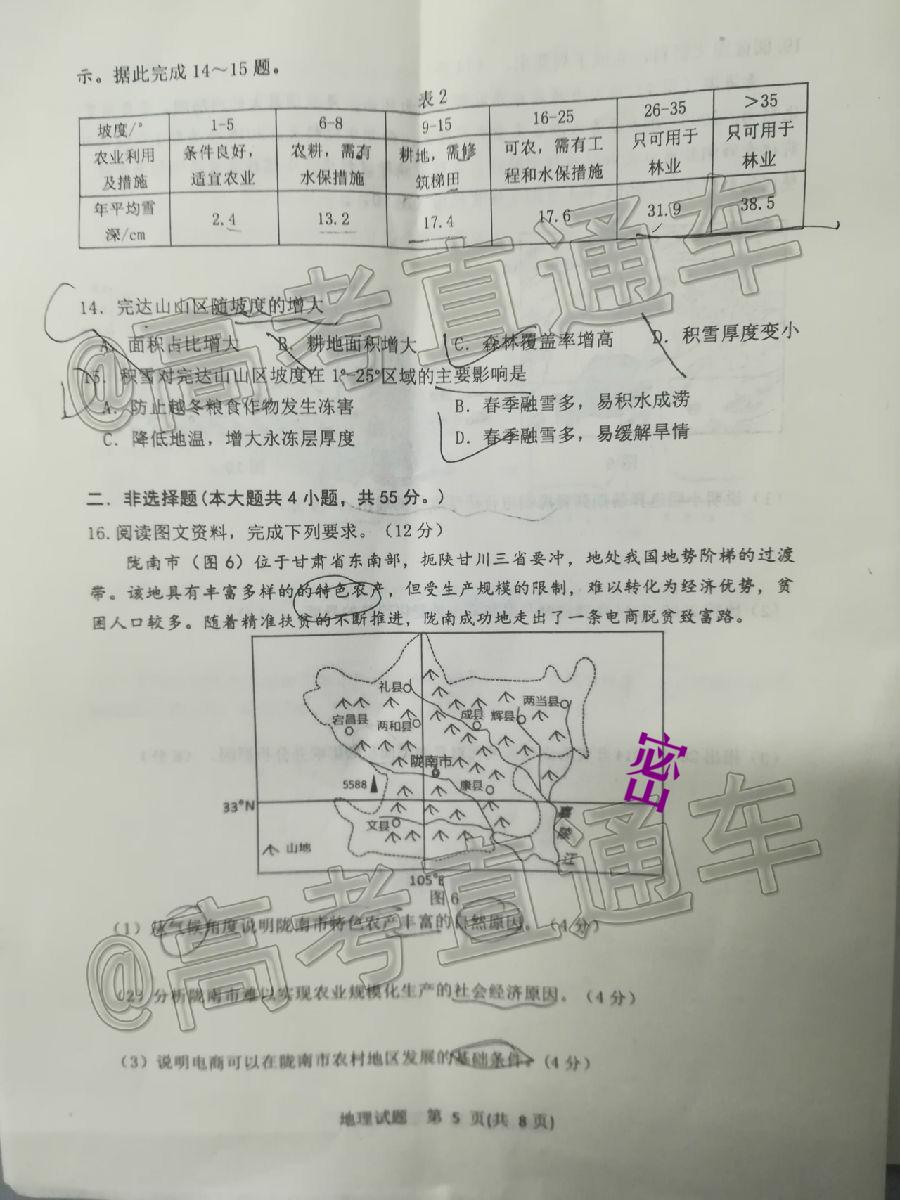 示。据此完成14～15题。
表2
坡度/° 1-5 6-8 9-15 16-25 26-35 ＞35
农业利用及措施 条件良好，适宜农业 农耕，需有水保措施 耕地，需修筑梯田 可农，需有工程和水保措施 只可用于林业 只可用于林业
年平均雪深/cm 2.4 13.2 17.4 17.6 31.9 38.5
14．完达山山区随坡度的增大
A．面积占比增大 B．耕地面积增大 C．森林覆盖率增高 D．积雪厚度变小
15．积雪对完达山山区坡度在1°-25°区域的主要影响是
A．防止越冬粮食作物发生冻害 B．春季融雪多，易积水成涝
C．降低地温，增大永冻层厚度 D．春季融雪多，易缓解旱情
二．非选择题(本大题共4小题，共55分。)
16.阅读图文资料，完成下列要求。(12分)
陇南市（图6）位于甘肃省东南部，扼陕甘川三省要冲，地处我国地势阶梯的过渡
带。该地具有丰富多样的的特色农产，但受生产规模的限制，难以转化为经济优势，贫
困人口较多。随着精准扶贫的不断推进，陇南成功地走出了一条电商脱贫致富路。
礼县
两当县
宕昌县
两和县
成县
辉县
陇南市
5588
康县
33°N
文县
嘉陵江
山地
105°E
图6
密出
(1)从气候角度说明陇南市特色农产丰富的自然原因。(4分)
(2)分析陇南市难以实现农业规模化生产的社会经济原因。(4分)
(3)说明电商可以在陇南市农村地区发展的基础条件。(4分)
地理试题 第5页(共8页)
@高考直通车
@高考直通车